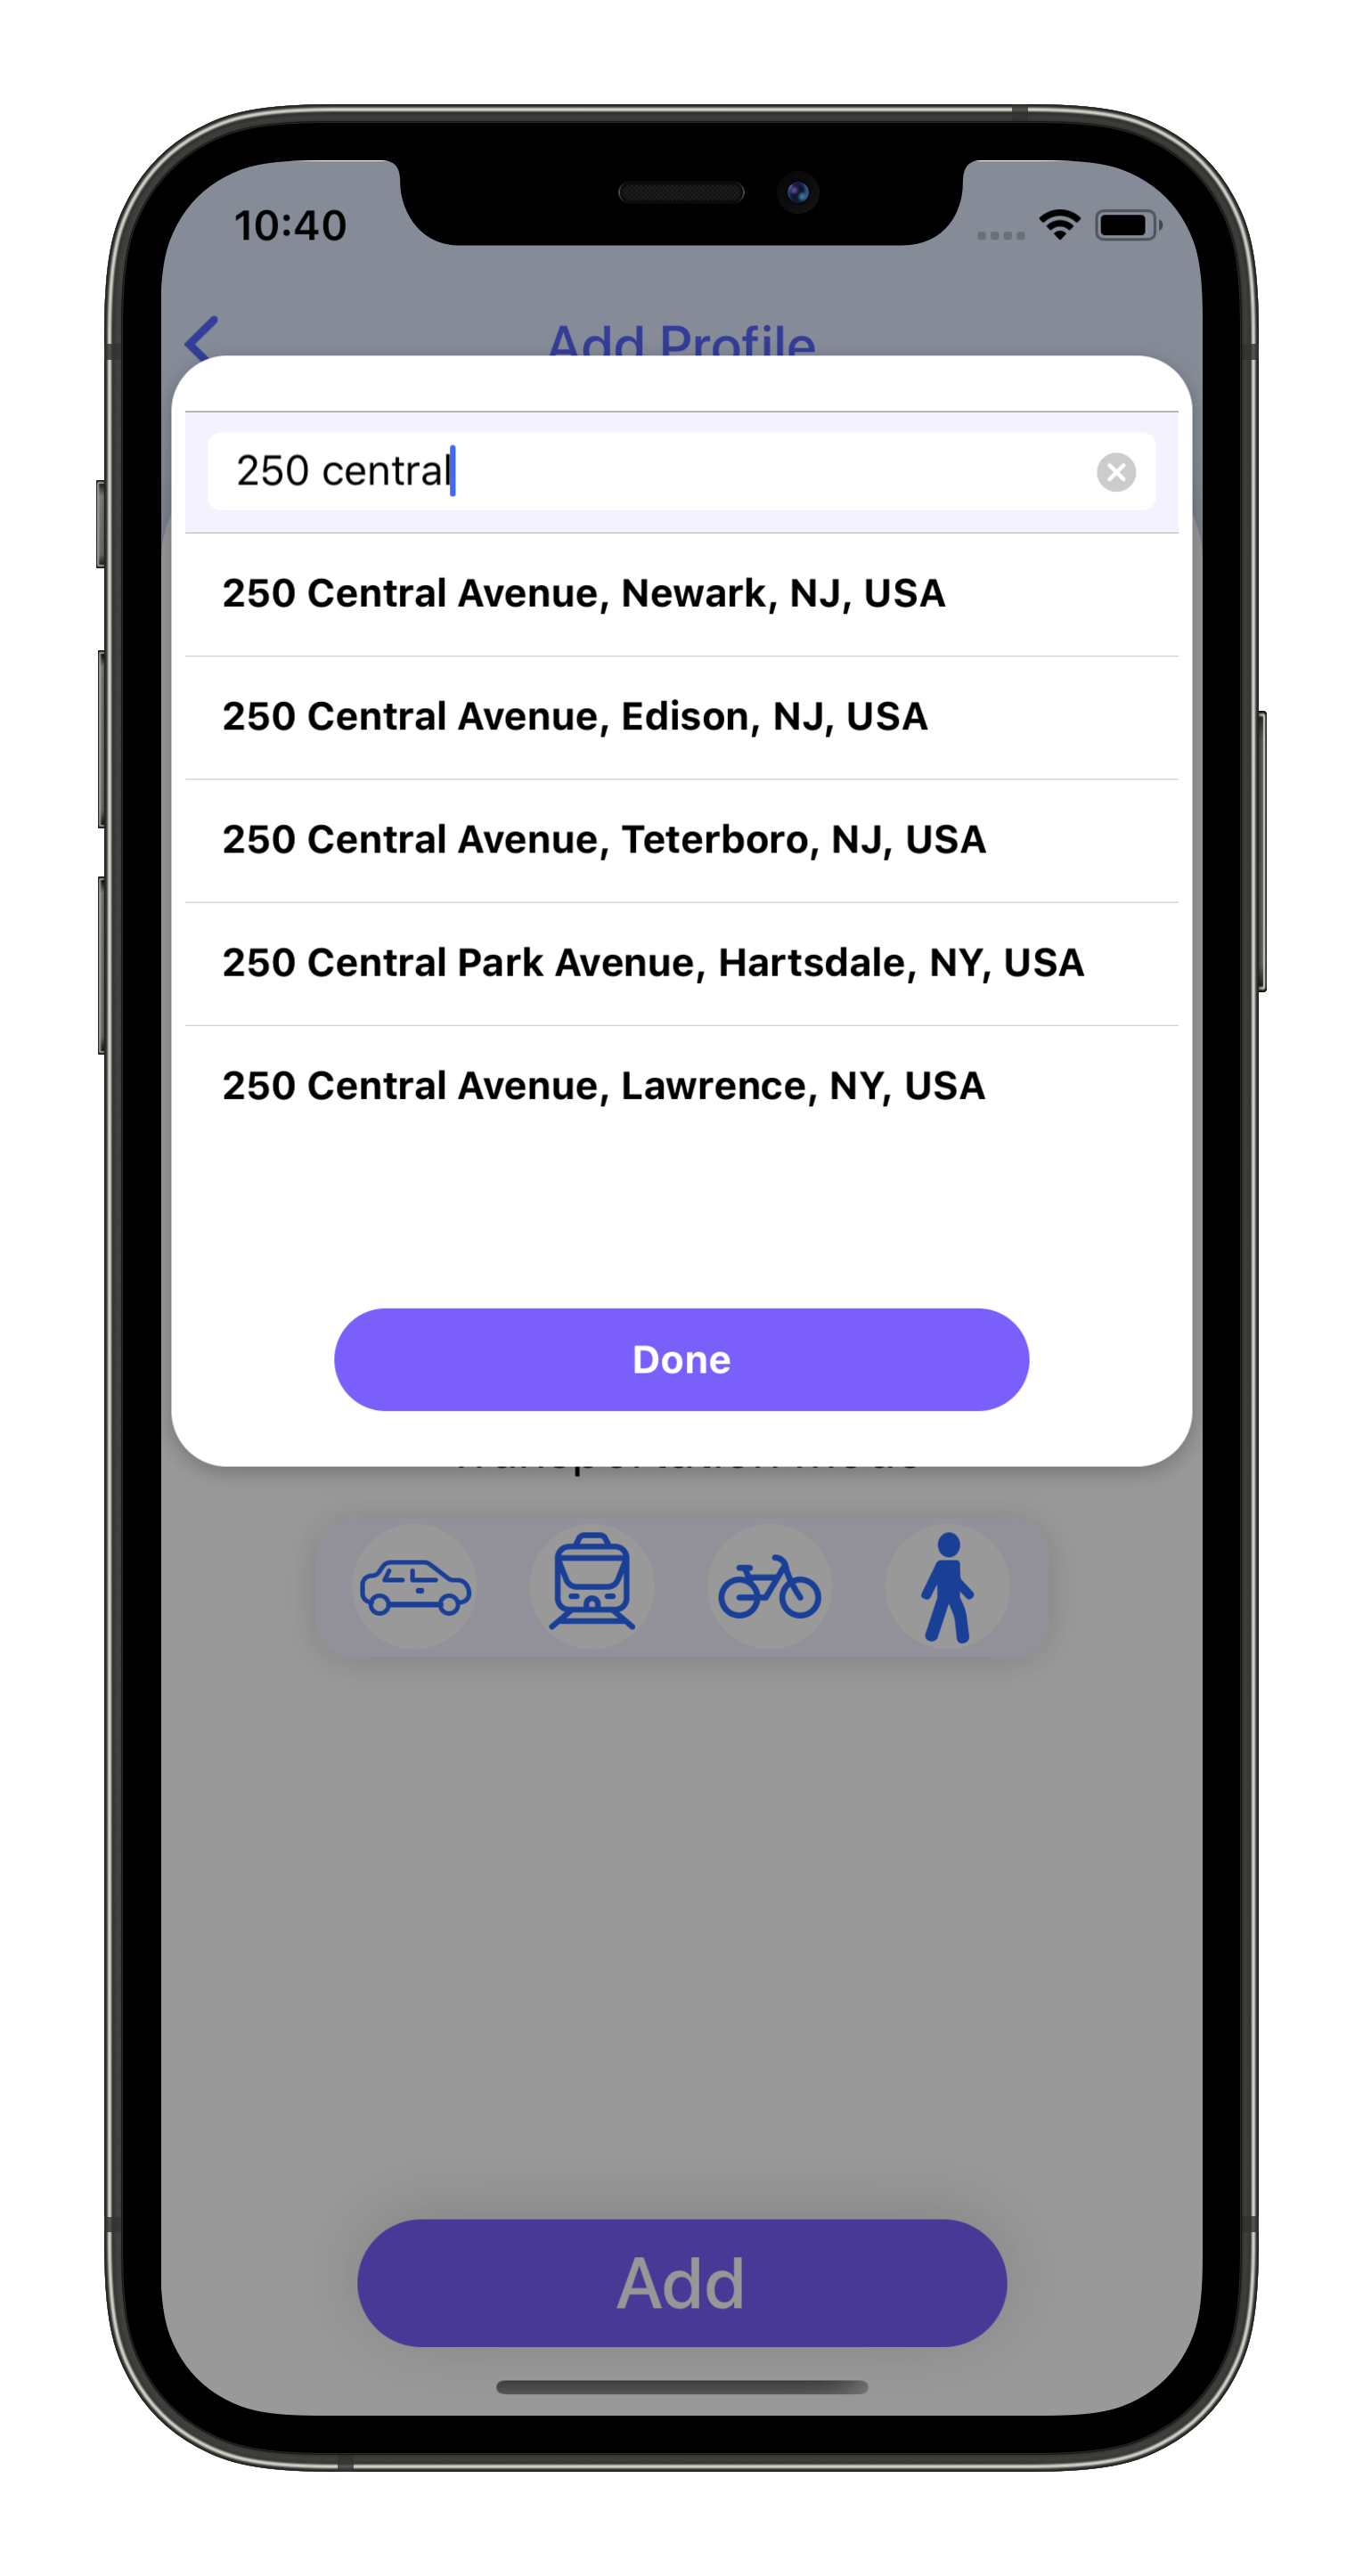 10:40
Add Profile
250 central
250 Central Avenue, Newark, NJ, USA
250 Central Avenue, Edison, NJ, USA
250 Central Avenue, Teterboro, NJ, USA
250 Central Park Avenue, Hartsdale, NY, USA
250 Central Avenue, Lawrence, NY, USA
Done
Add